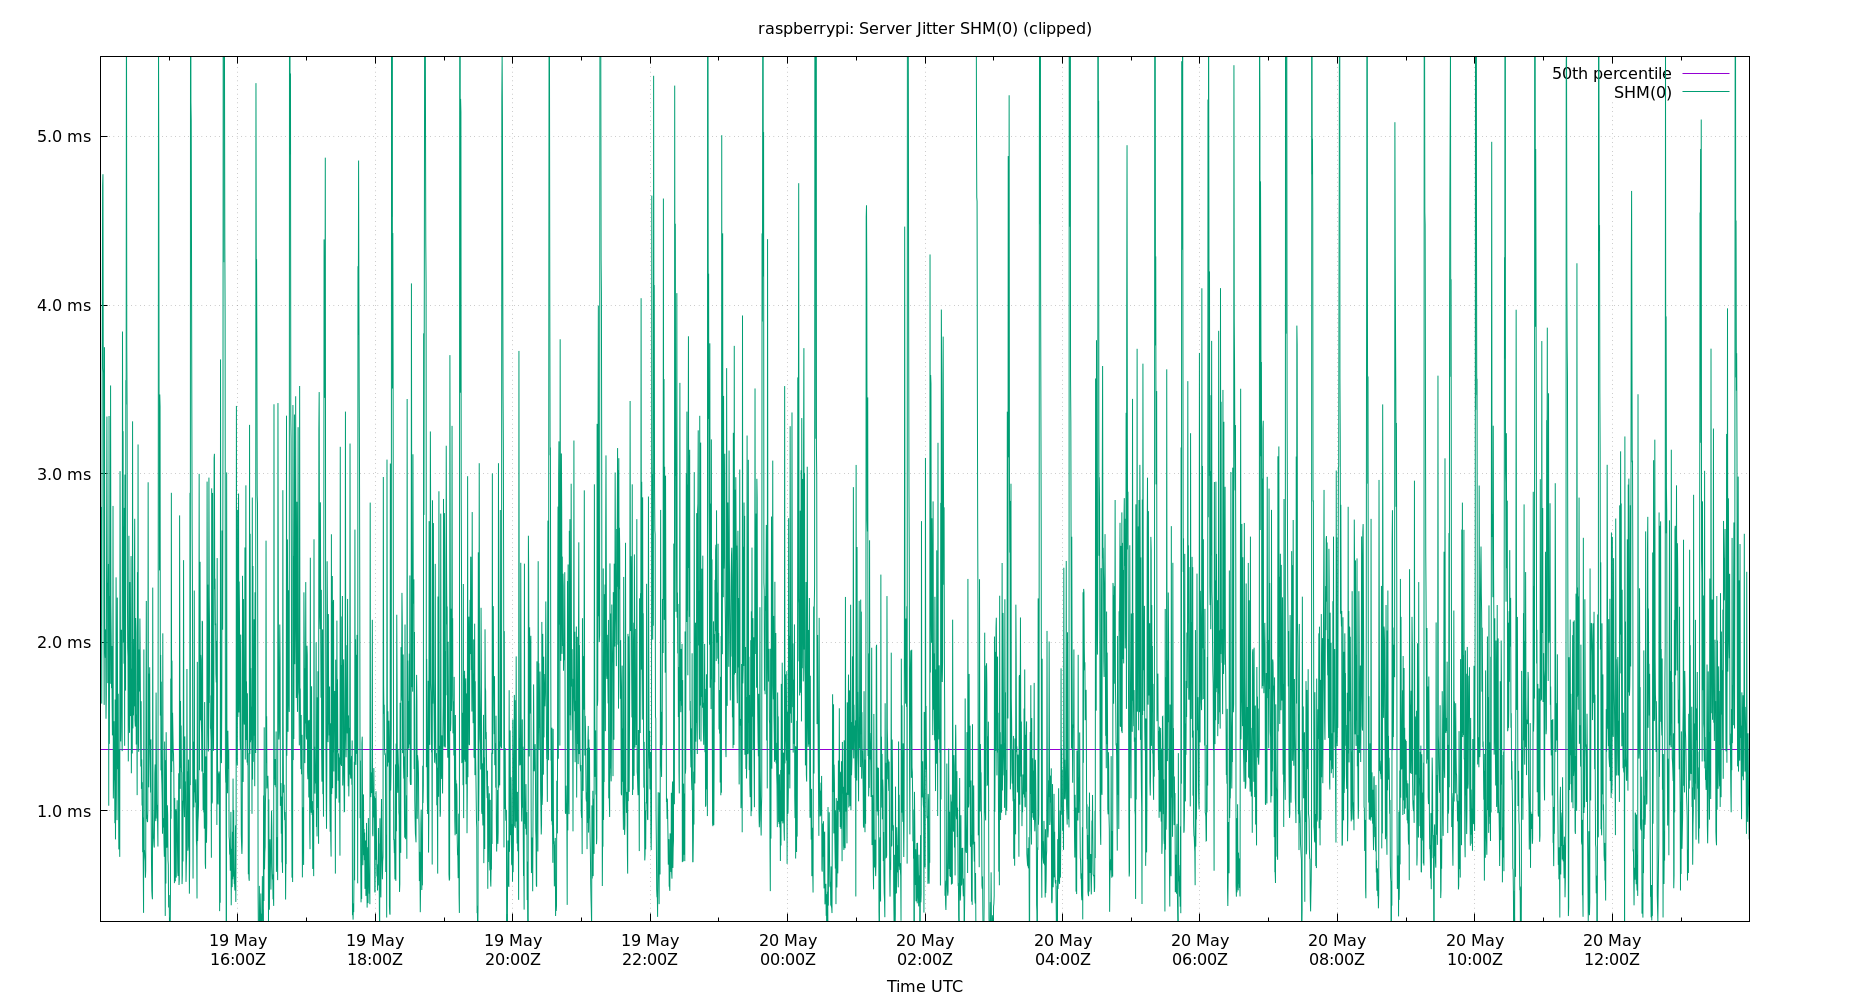 raspberrypi: Server Jitter SHM(0) (clipped)
50th percentile
SHM(0)
5.0 ms
4.0 ms
3.0 ms
2.0 ms
1.0 ms
19 May 19 May 19 May 19 May 20 May 20 May 20 May 20 May 20 May 20 May 20 May
16:00Z 18:00Z 20:00Z 22:00Z 00:00Z 02:00Z 04:00Z 06:00Z 08:00Z 10:00Z 12:00Z
Time UTC